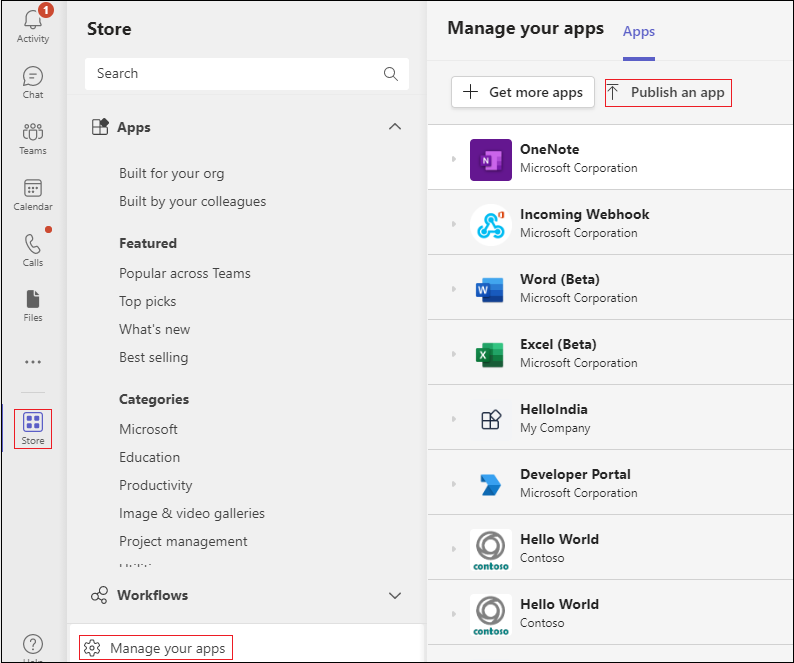 1
Activity
Chat
Teams
Calendar
Calls
Files
Store
Store
Search
Apps
Built for your org
Built by your colleagues
Featured
Popular across Teams
Top picks
What's new
Best selling
Categories
Microsoft
Education
Productivity
Image & video galleries
Project management
Workflows
Manage your apps
Manage your apps
Apps
Get more apps
Publish an app
N
OneNote
Microsoft Corporation
Incoming Webhook
Microsoft Corporation
W
Word (Beta)
Microsoft Corporation
X
Excel (Beta)
Microsoft Corporation
HelloIndia
My Company
Developer Portal
Microsoft Corporation
contoso
Hello World
Contoso
contoso
Hello World
Contoso